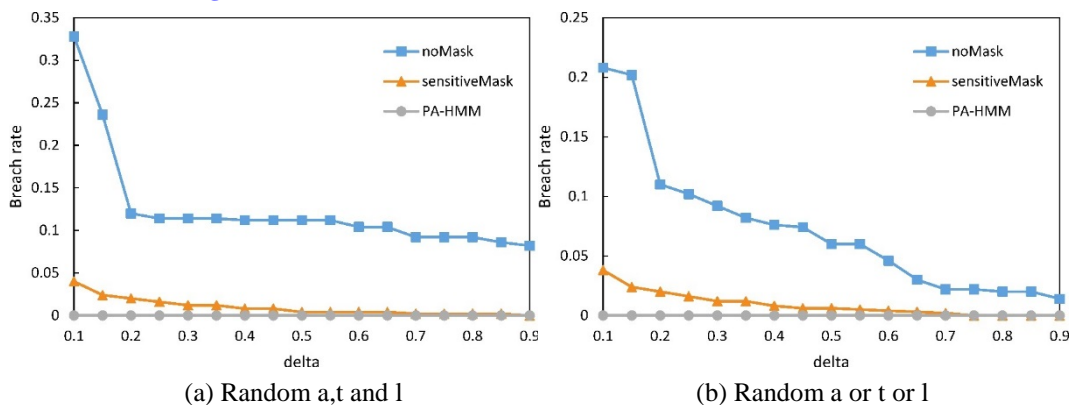 0.35
0.3
0.25
0.2
0.15
0.1
0.05
0
Breach rate
noMask
sensitiveMask
PA-HMM
0.1 0.2 0.3 0.4 0.5 0.6 0.7 0.8 0.9
delta
(a) Random a,t and l
0.25
0.2
0.15
0.1
0.05
0
Breach rate
noMask
sensitiveMask
PA-HMM
0.1 0.2 0.3 0.4 0.5 0.6 0.7 0.8 0.9
delta
(b) Random a or t or l